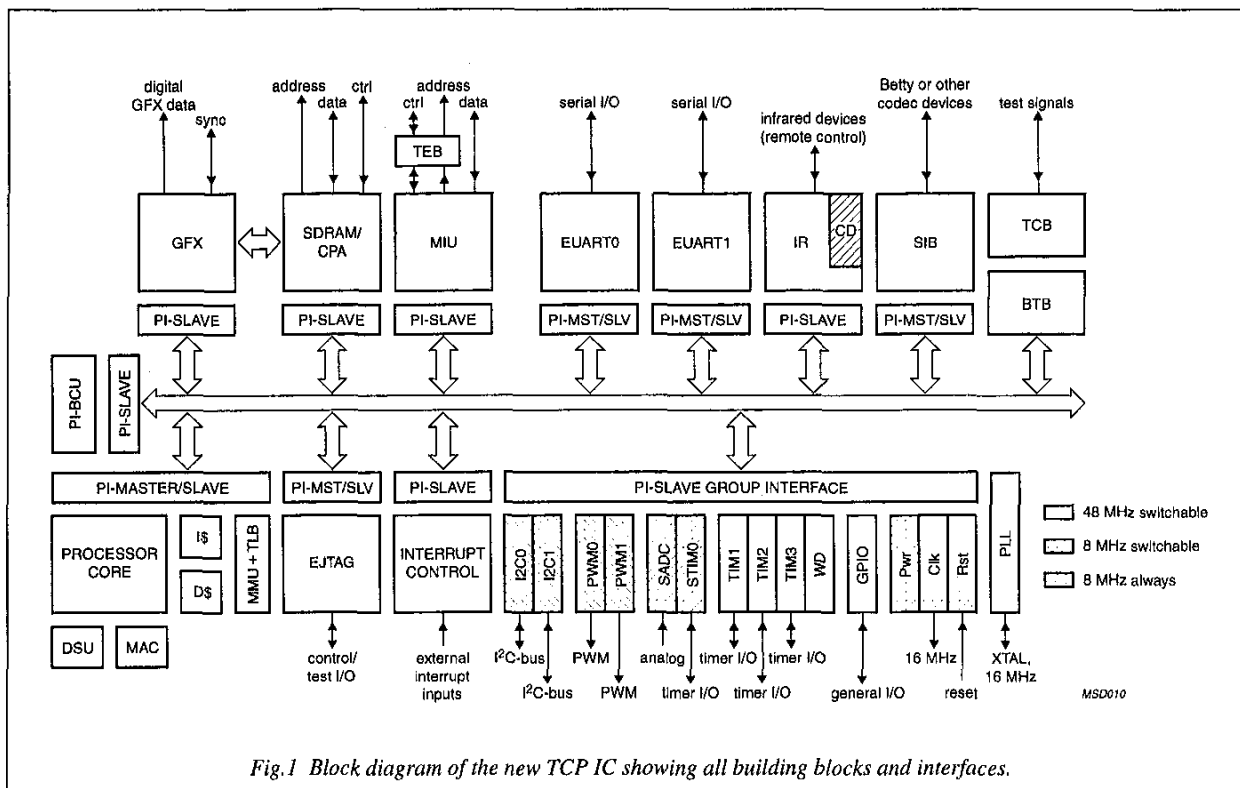 digital
GFX data
sync
address
data
ctrl
ctrl
address
data
serial I/O
serial I/O
infrared devices
(remote control)
Betty or other
codec devices
test signals
TEB
GFX
SDRAM/
CPA
MIU
EUART0
EUART1
IR
CD
SIB
TCB
BTB
PI-SLAVE
PI-SLAVE
PI-SLAVE
PI-MST/SLV
PI-MST/SLV
PI-SLAVE
PI-MST/SLV
PI-BCU
PI-SLAVE
PI-MASTER/SLAVE
PI-MST/SLV
PI-SLAVE
PI-SLAVE GROUP INTERFACE
PROCESSOR
CORE
I$
D$
MMU + TLB
EJTAG
INTERRUPT
CONTROL
I2C0
I2C1
PWM0
PWM1
SADC
STIM0
TIM1
TIM2
TIM3
WD
GPIO
Pwr
Clk
Rst
PLL
48 MHz switchable
8 MHz switchable
8 MHz always
DSU
MAC
control/
test I/O
external
interrupt
inputs
I²C-bus
I²C-bus
PWM
PWM
analog
timer I/O
timer I/O
timer I/O
timer I/O
general I/O
16 MHz
reset
XTAL,
16 MHz
MSD010
Fig.1 Block diagram of the new TCP IC showing all building blocks and interfaces.